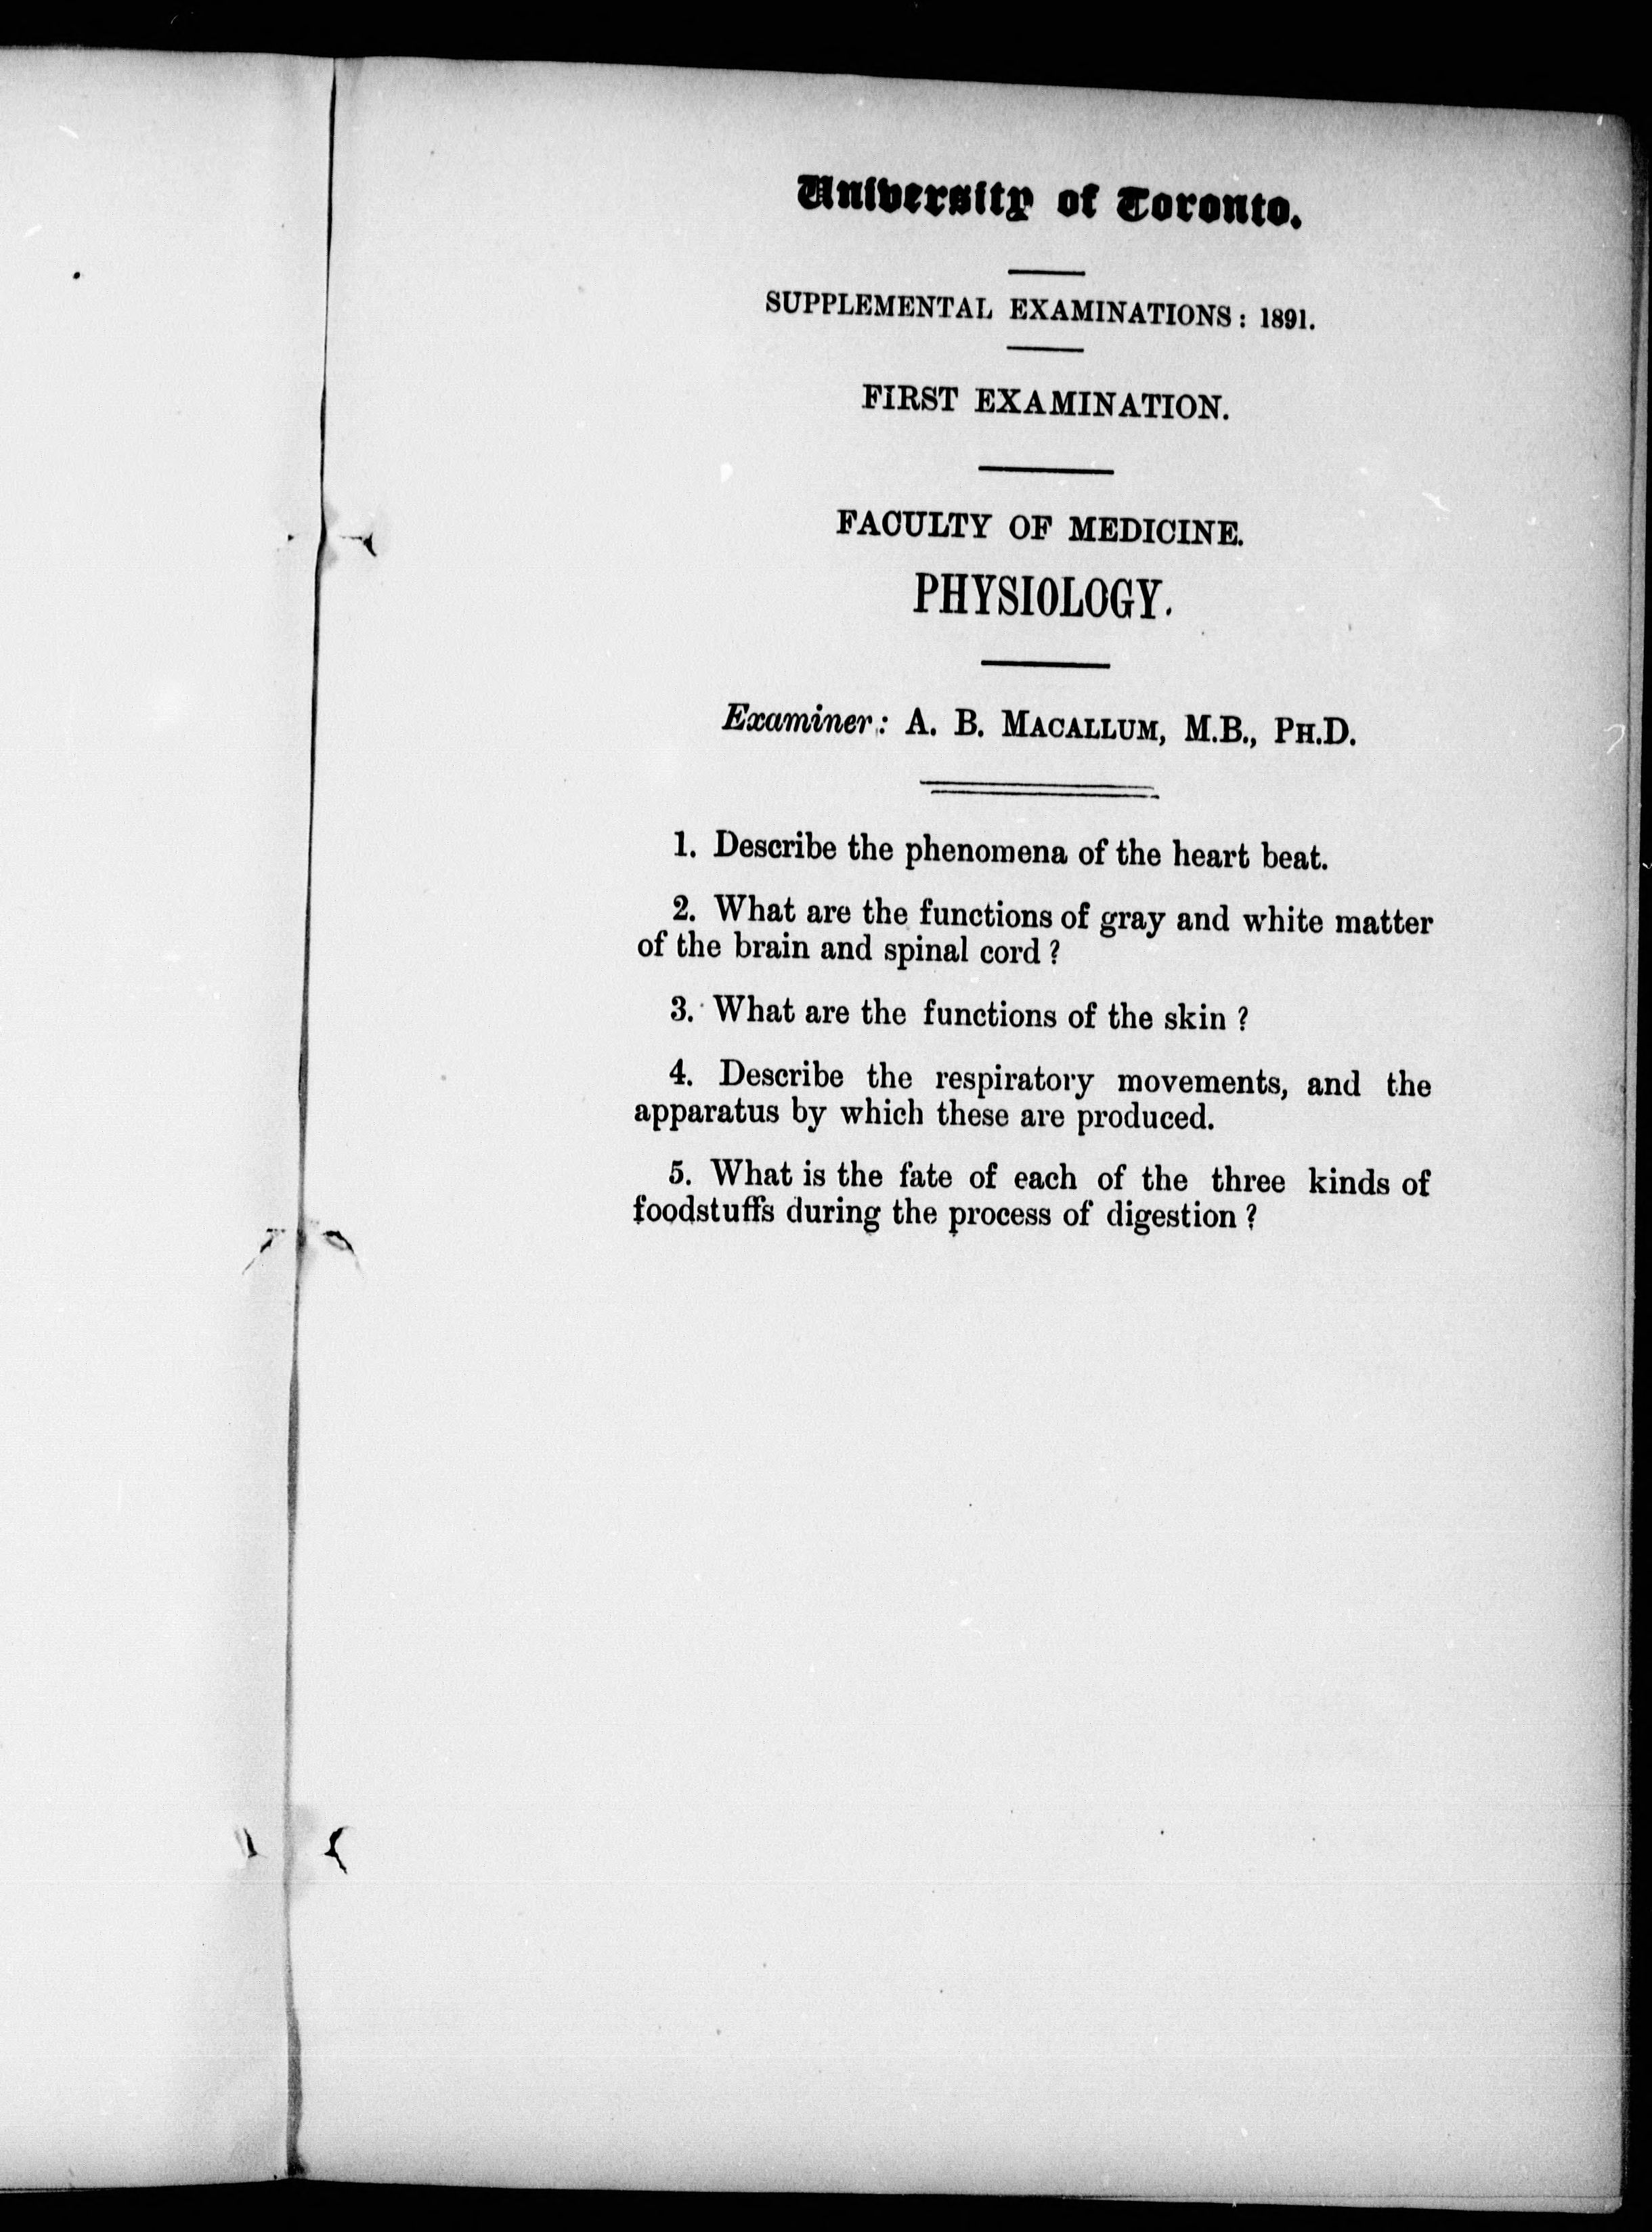 University of Toronto.
SUPPLEMENTAL EXAMINATIONS: 1891.
FIRST EXAMINATION.
FACULTY OF MEDICINE.
PHYSIOLOGY.
Examiner: A. B. MACALLUM, M.B., PH.D.
1. Describe the phenomena of the heart beat.
2. What are the functions of gray and white matter
of the brain and spinal cord?
3. What are the functions of the skin?
4. Describe the respiratory movements, and the
apparatus by which these are produced.
5. What is the fate of each of the three kinds of
foodstuffs during the process of digestion?